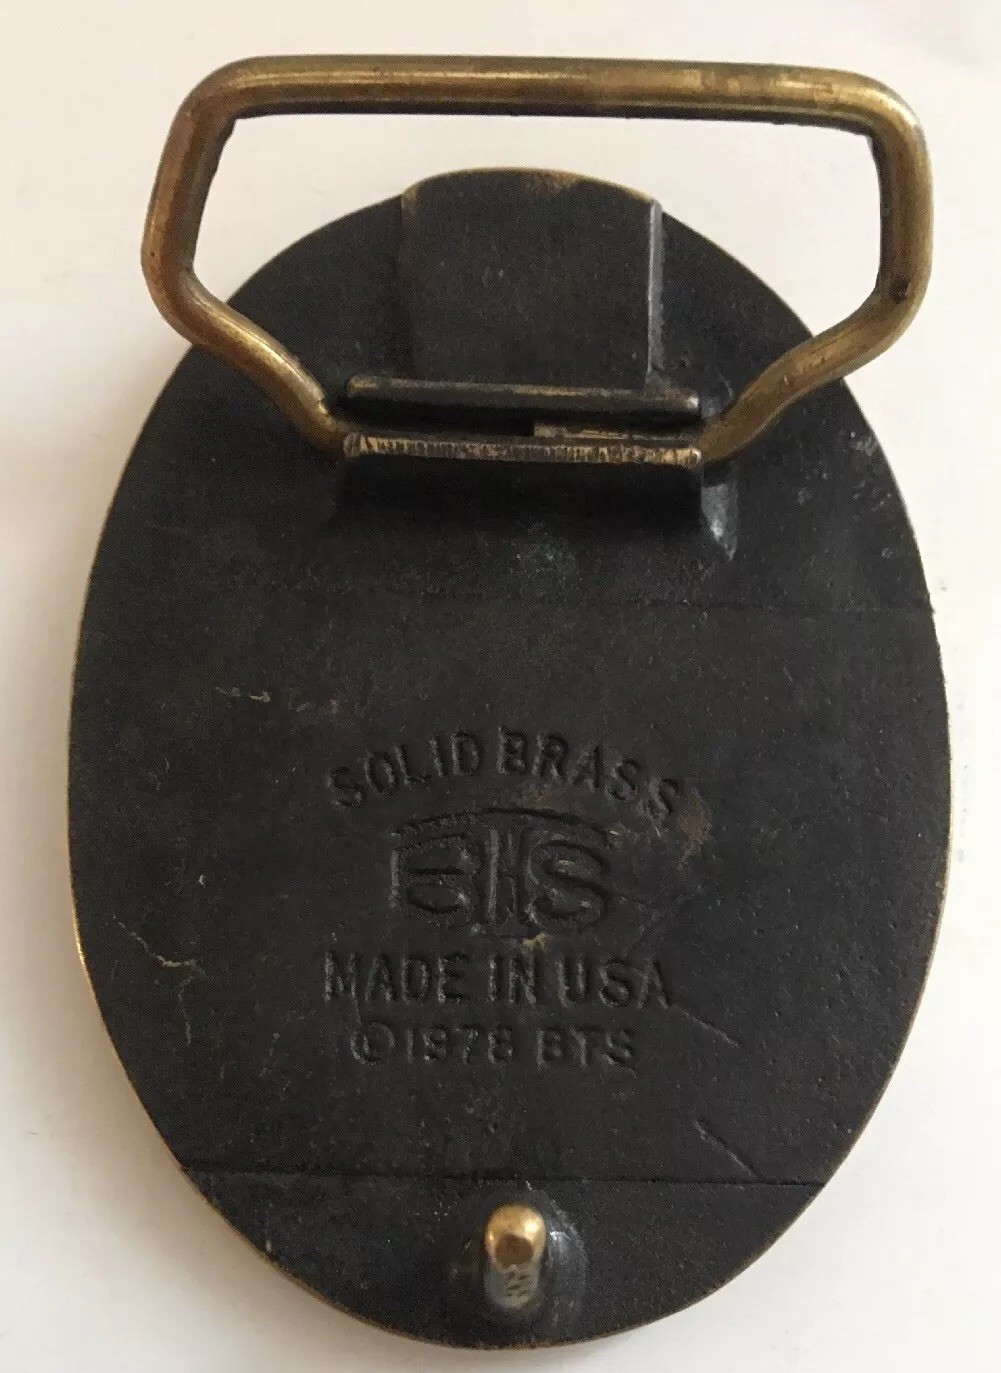 SOLID BRASS
BTS
MADE IN USA
©1978 BTS